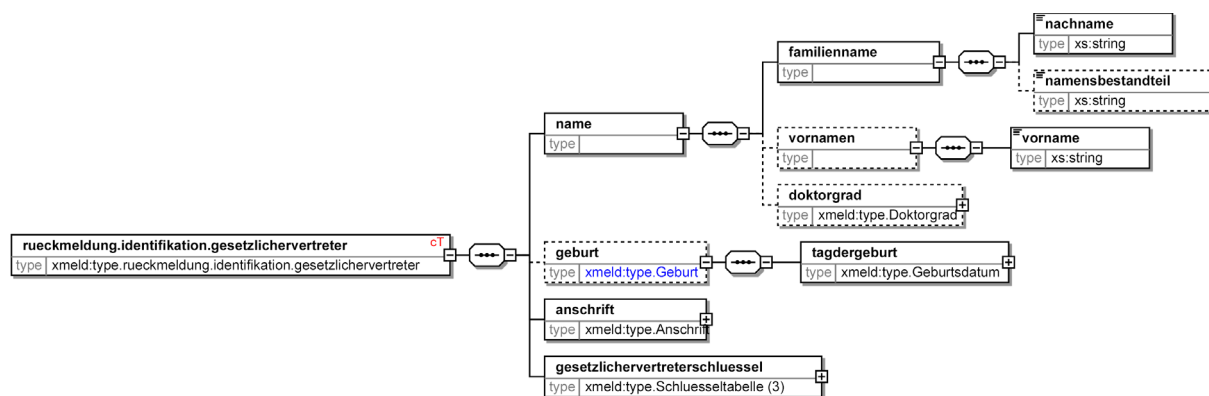 nachname
type xs:string
familienname
type
namensbestandteil
type xs:string
name
type
vornamen
type
vorname
type xs:string
doktorgrad
type xmeld:type.Doktorgrad
rueckmeldung.identifikation.gesetzlichervertreter cT
type xmeld:type.rueckmeldung.identifikation.gesetzlichervertreter
geburt
type xmeld:type.Geburt
tagdergeburt
type xmeld:type.Geburtsdatum
anschrift
type xmeld:type.Anschrift
gesetzlichervertreterschluessel
type xmeld:type.Schluesseltabelle (3)